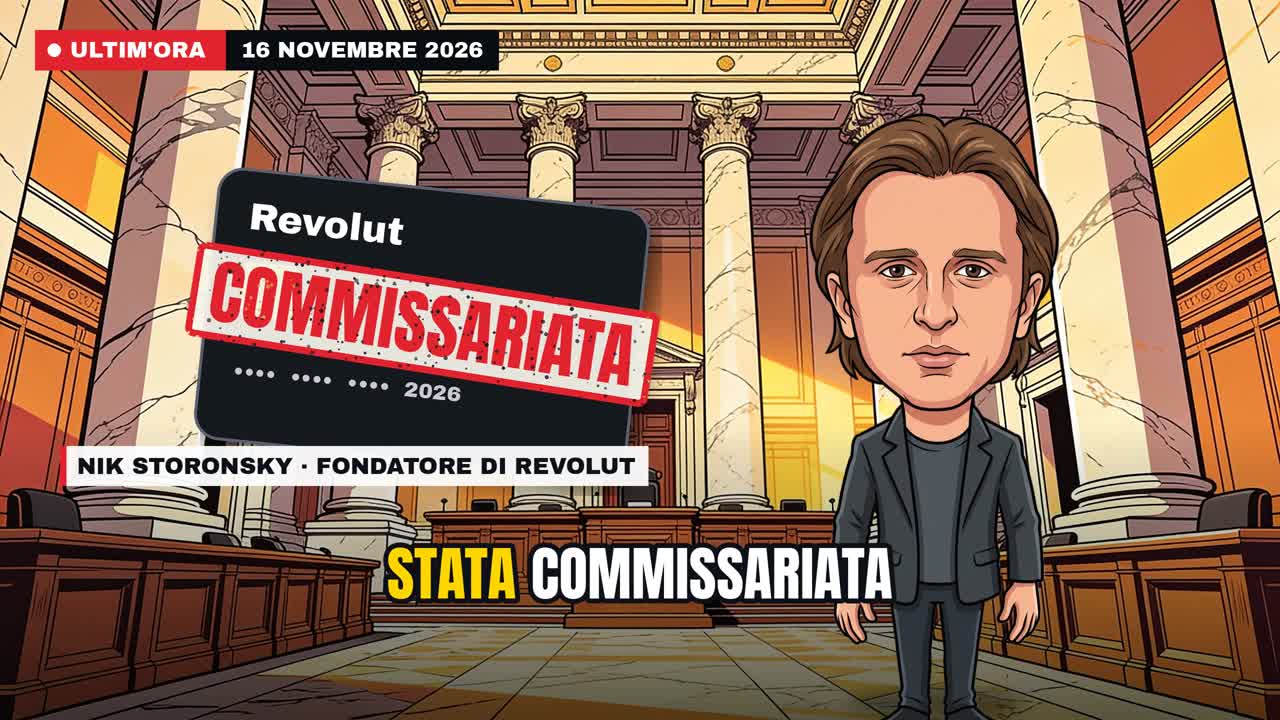 ULTIM'ORA 16 NOVEMBRE 2026
Revolut
COMMISSARIATA
•••• •••• •••• 2026
NIK STORONSKY · FONDATORE DI REVOLUT
STATA COMMISSARIATA